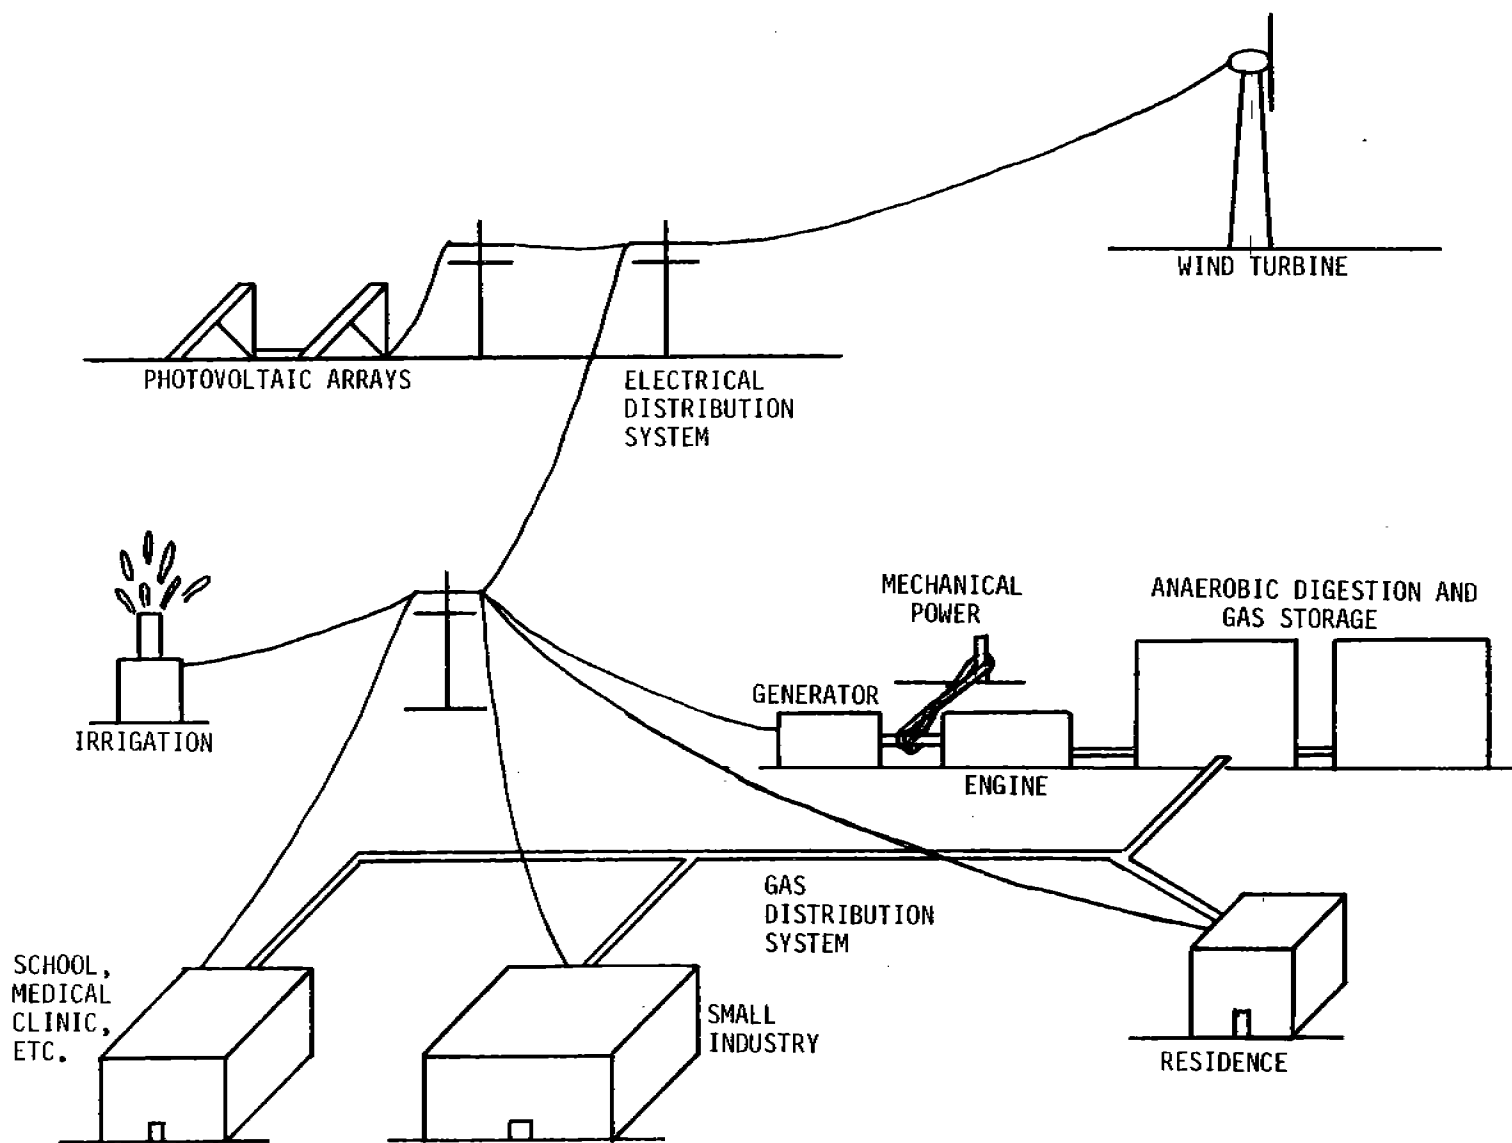 WIND TURBINE
PHOTOVOLTAIC ARRAYS
ELECTRICAL
DISTRIBUTION
SYSTEM
MECHANICAL
POWER
ANAEROBIC DIGESTION AND
GAS STORAGE
GENERATOR
IRRIGATION
ENGINE
GAS
DISTRIBUTION
SYSTEM
SCHOOL,
MEDICAL
CLINIC,
ETC.
SMALL
INDUSTRY
RESIDENCE